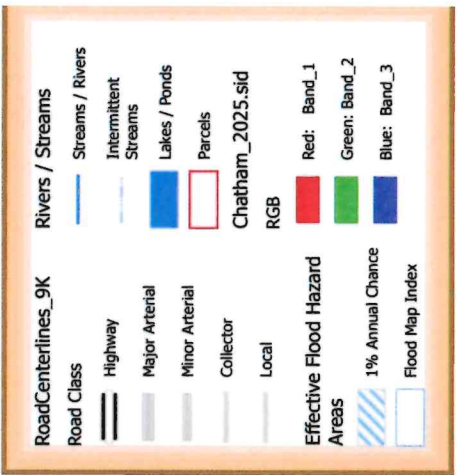 RoadCenterlines_9K
Road Class
Highway
Major Arterial
Minor Arterial
Collector
Local
Effective Flood Hazard
Areas
1% Annual Chance
Flood Map Index
Rivers / Streams
Streams / Rivers
Intermittent
Streams
Lakes / Ponds
Parcels
Chatham_2025.sid
RGB
Red: Band_1
Green: Band_2
Blue: Band_3